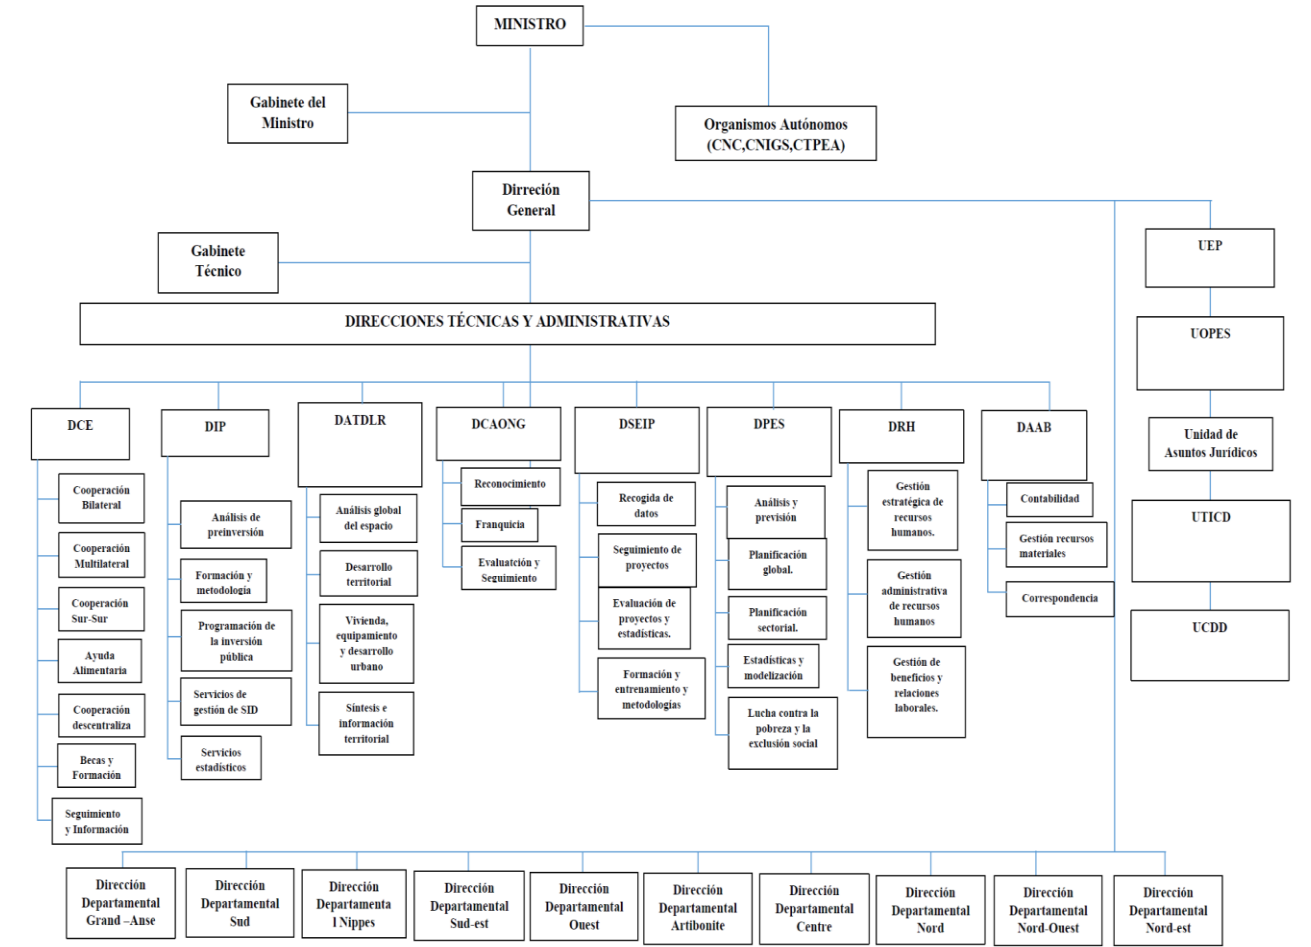 MINISTRO
Gabinete del
Ministro
Organismos Autónomos
(CNC,CNIGS,CTPEA)
Dirreción
General
Gabinete
Técnico
UEP
UOPES
Unidad de
Asuntos Jurídicos
UTICD
UCDD
DIRECCIONES TÉCNICAS Y ADMINISTRATIVAS
DCE
Cooperación
Bilateral
Cooperación
Multilateral
Cooperación
Sur-Sur
Ayuda
Alimentaria
Cooperación
descentraliza
Becas y
Formación
Seguimiento
y Información
DIP
Análisis de
preinversión
Formación y
metodología
Programación de
la inversión
pública
Servicios de
gestión de SID
Servicios
estadísticos
DATDLR
Análisis global
del espacio
Desarrollo
territorial
Vivienda,
equipamiento
y desarrollo
urbano
Síntesis e
información
territorial
DCAONG
Reconocimiento
Franquicia
Evaluatción y
Seguimiento
DSEIP
Recogida de
datos
Seguimiento de
proyectos
Evaluación de
proyectos y
estadísticas.
Formación y
entrenamiento y
metodologías
DPES
Análisis y
previsión
Planificación
global.
Planificación
sectorial.
Estadísticas y
modelización
Lucha contra la
pobreza y la
exclusión social
DRH
Gestión
estratégica de
recursos
humanos.
Gestión
administrativa
de recursos
humanos
Gestión de
beneficios y
relaciones
laborales.
DAAB
Contabilidad
Gestión recursos
materiales
Correspondencia
Dirección
Departamental
Grand –Anse
Dirección
Departamental
Sud
Dirección
Departamenta
l Nippes
Dirección
Departamental
Sud-est
Dirección
Departamental
Ouest
Dirección
Departamental
Artibonite
Dirección
Departamental
Centre
Dirección
Departamental
Nord
Dirección
Departamental
Nord-Ouest
Dirección
Departamental
Nord-est